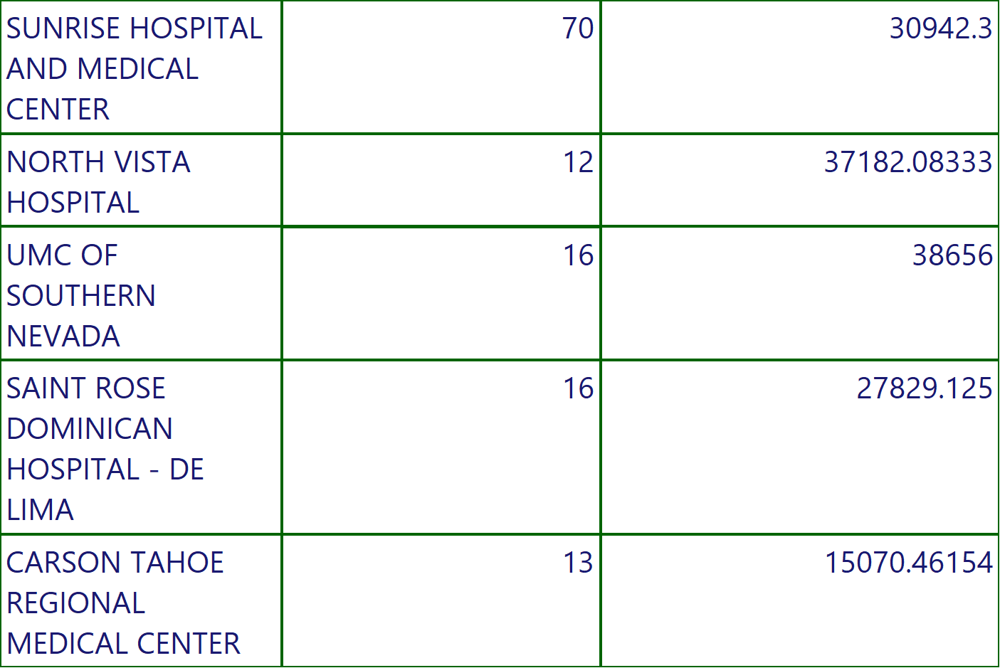 SUNRISE HOSPITAL 70 30942.3
AND MEDICAL
CENTER
NORTH VISTA 12 37182.08333
HOSPITAL
UMC OF 16 38656
SOUTHERN
NEVADA
SAINT ROSE 16 27829.125
DOMINICAN
HOSPITAL - DE
LIMA
CARSON TAHOE 13 15070.46154
REGIONAL
MEDICAL CENTER